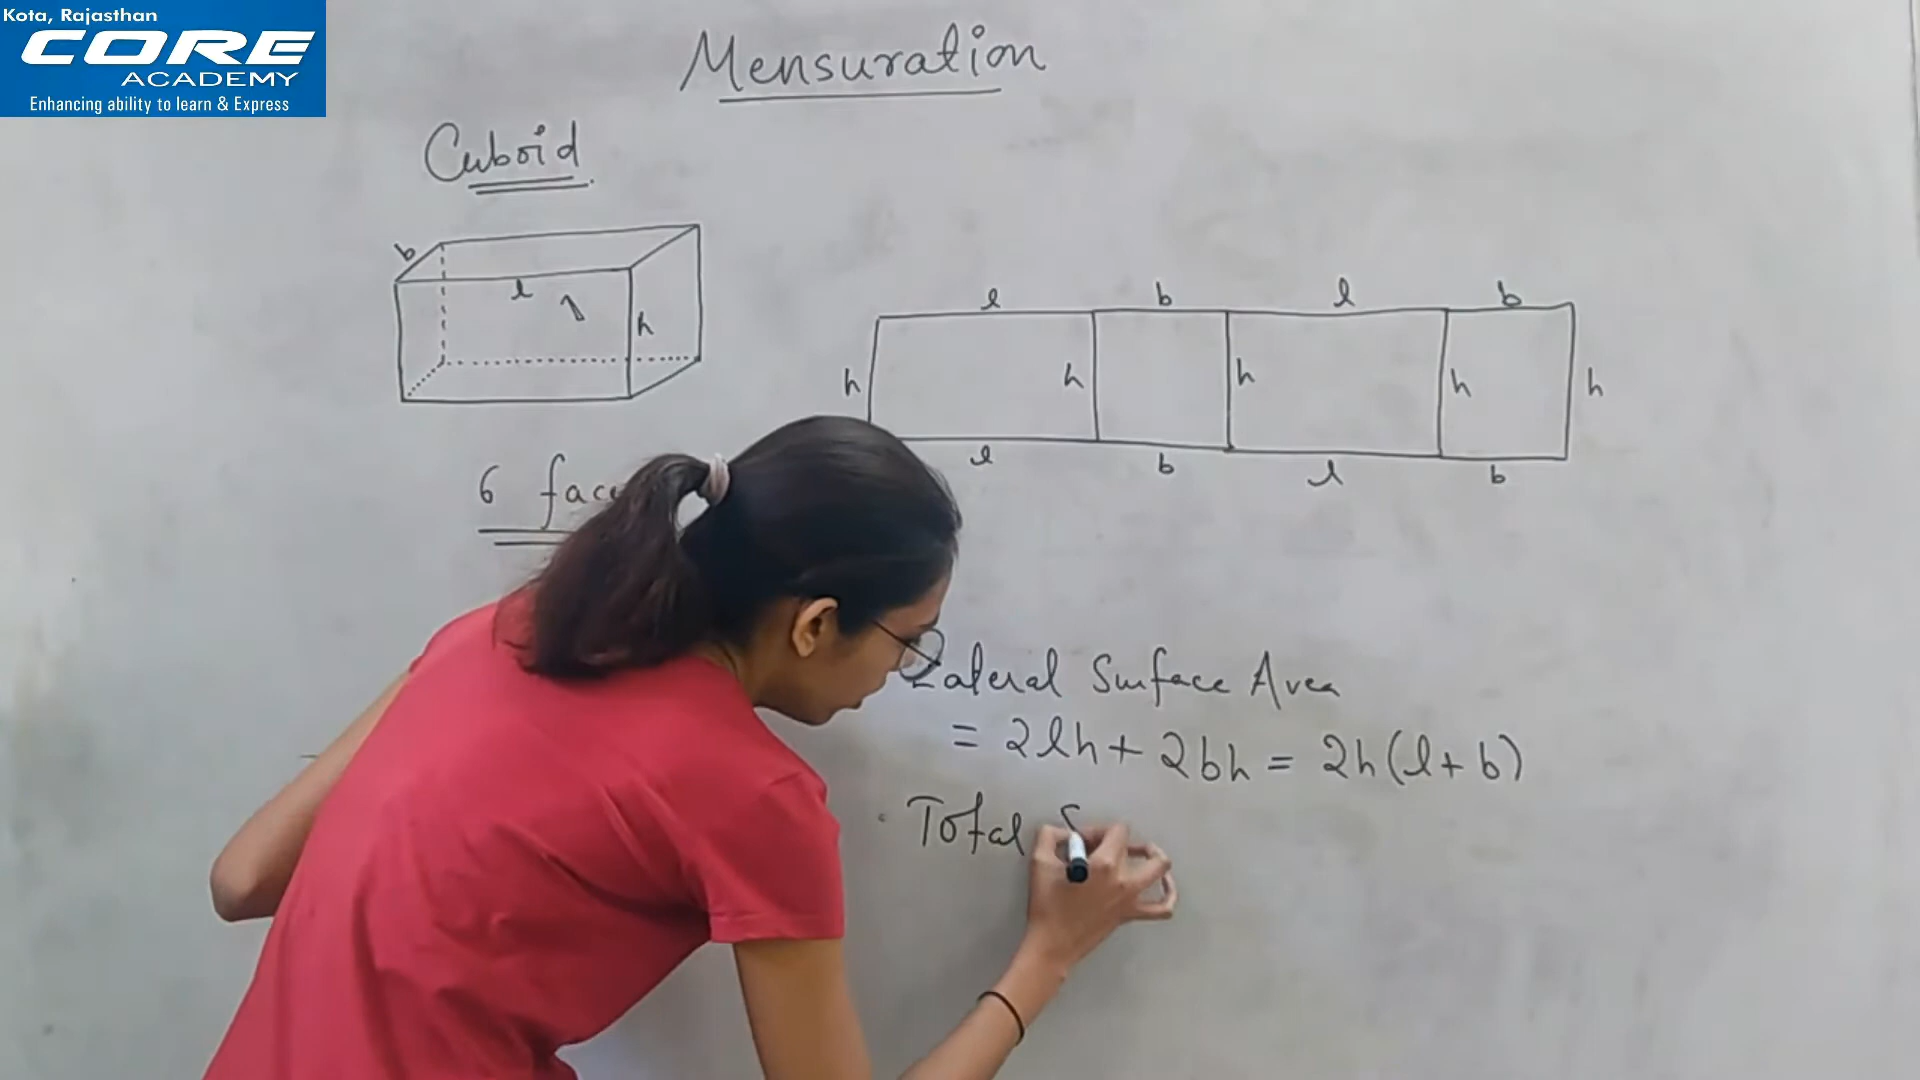 Kota, Rajasthan
CORE
ACADEMY
Enhancing ability to learn & Express
Mensuration
Cuboid
b
l
1
h
l b l b
h h h h h
l b l b
6
Lateral Surface Area
= 2lh + 2bh = 2h(l+b)
Total